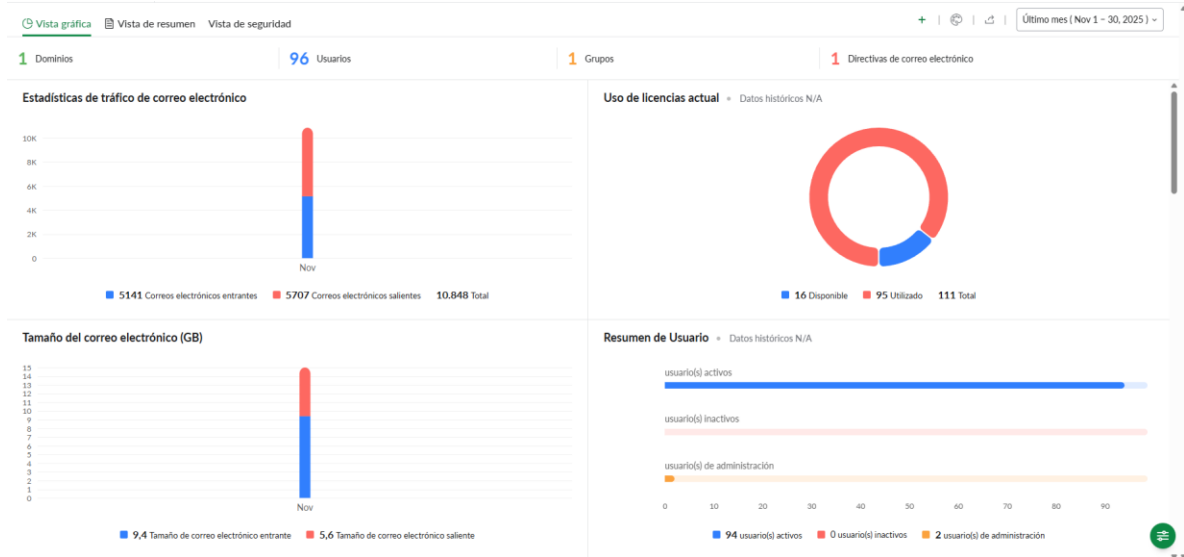 Vista gráfica Vista de resumen Vista de seguridad
+ Último mes ( Nov 1 – 30, 2025 )
1 Dominios 96 Usuarios 1 Grupos 1 Directivas de correo electrónico
Estadísticas de tráfico de correo electrónico
10K
8K
6K
4K
2K
0
Nov
5141 Correos electrónicos entrantes 5707 Correos electrónicos salientes 10.848 Total
Uso de licencias actual • Datos históricos N/A
16 Disponible 95 Utilizado 111 Total
Tamaño del correo electrónico (GB)
15
14
13
12
11
10
9
8
7
6
5
4
3
2
1
0
Nov
9,4 Tamaño de correo electrónico entrante 5,6 Tamaño de correo electrónico saliente
Resumen de Usuario • Datos históricos N/A
usuario(s) activos
usuario(s) inactivos
usuario(s) de administración
0 10 20 30 40 50 60 70 80 90
94 usuario(s) activos 0 usuario(s) inactivos 2 usuario(s) de administración